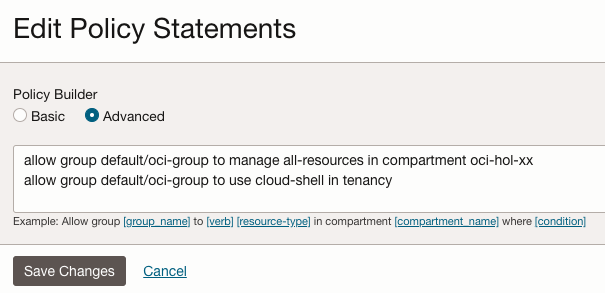 Edit Policy Statements
Policy Builder
Basic Advanced
allow group default/oci-group to manage all-resources in compartment oci-hol-xx
allow group default/oci-group to use cloud-shell in tenancy
Example: Allow group [group_name] to [verb] [resource-type] in compartment [compartment_name] where [condition]
Save Changes Cancel